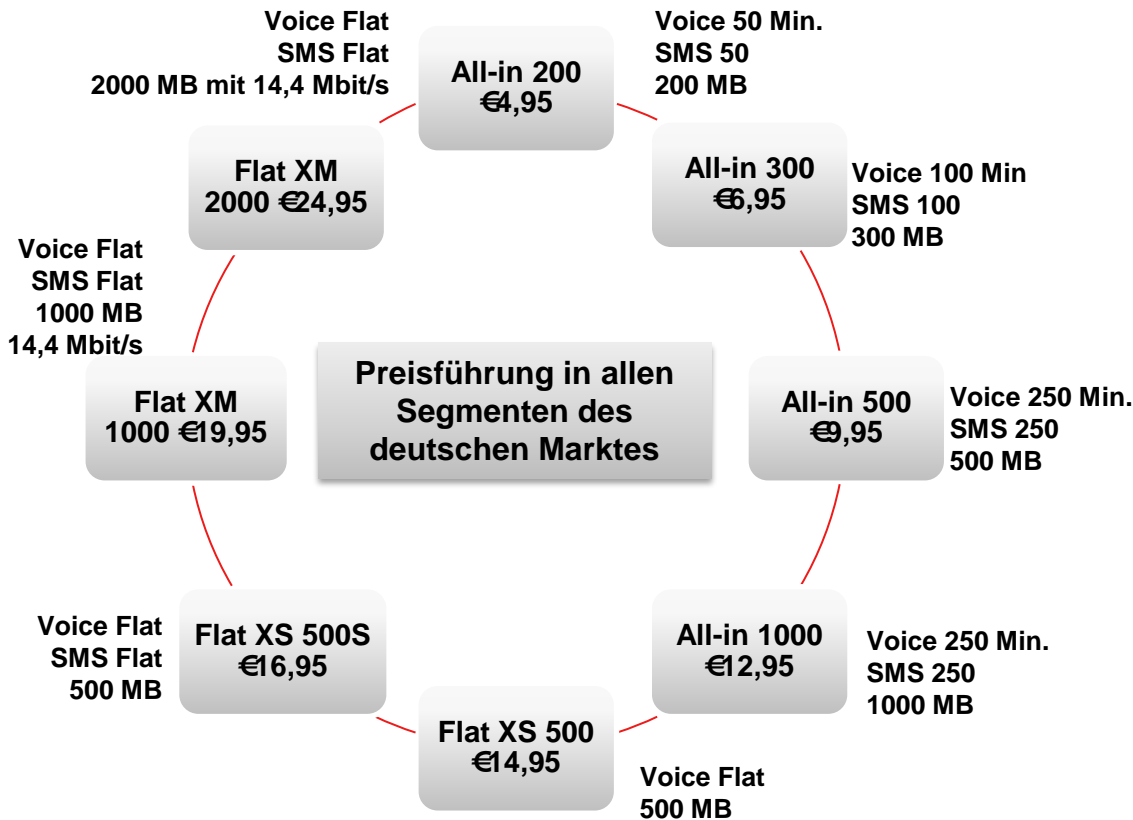 Voice Flat
SMS Flat
2000 MB mit 14,4 Mbit/s
All-in 200
€4,95
Voice 50 Min.
SMS 50
200 MB
All-in 300
€6,95
Voice 100 Min
SMS 100
300 MB
All-in 500
€9,95
Voice 250 Min.
SMS 250
500 MB
All-in 1000
€12,95
Voice 250 Min.
SMS 250
1000 MB
Flat XS 500
€14,95
Voice Flat
500 MB
Flat XS 500S
€16,95
Voice Flat
SMS Flat
500 MB
Flat XM
1000 €19,95
Voice Flat
SMS Flat
1000 MB
14,4 Mbit/s
Flat XM
2000 €24,95
Preisführung in allen
Segmenten des
deutschen Marktes